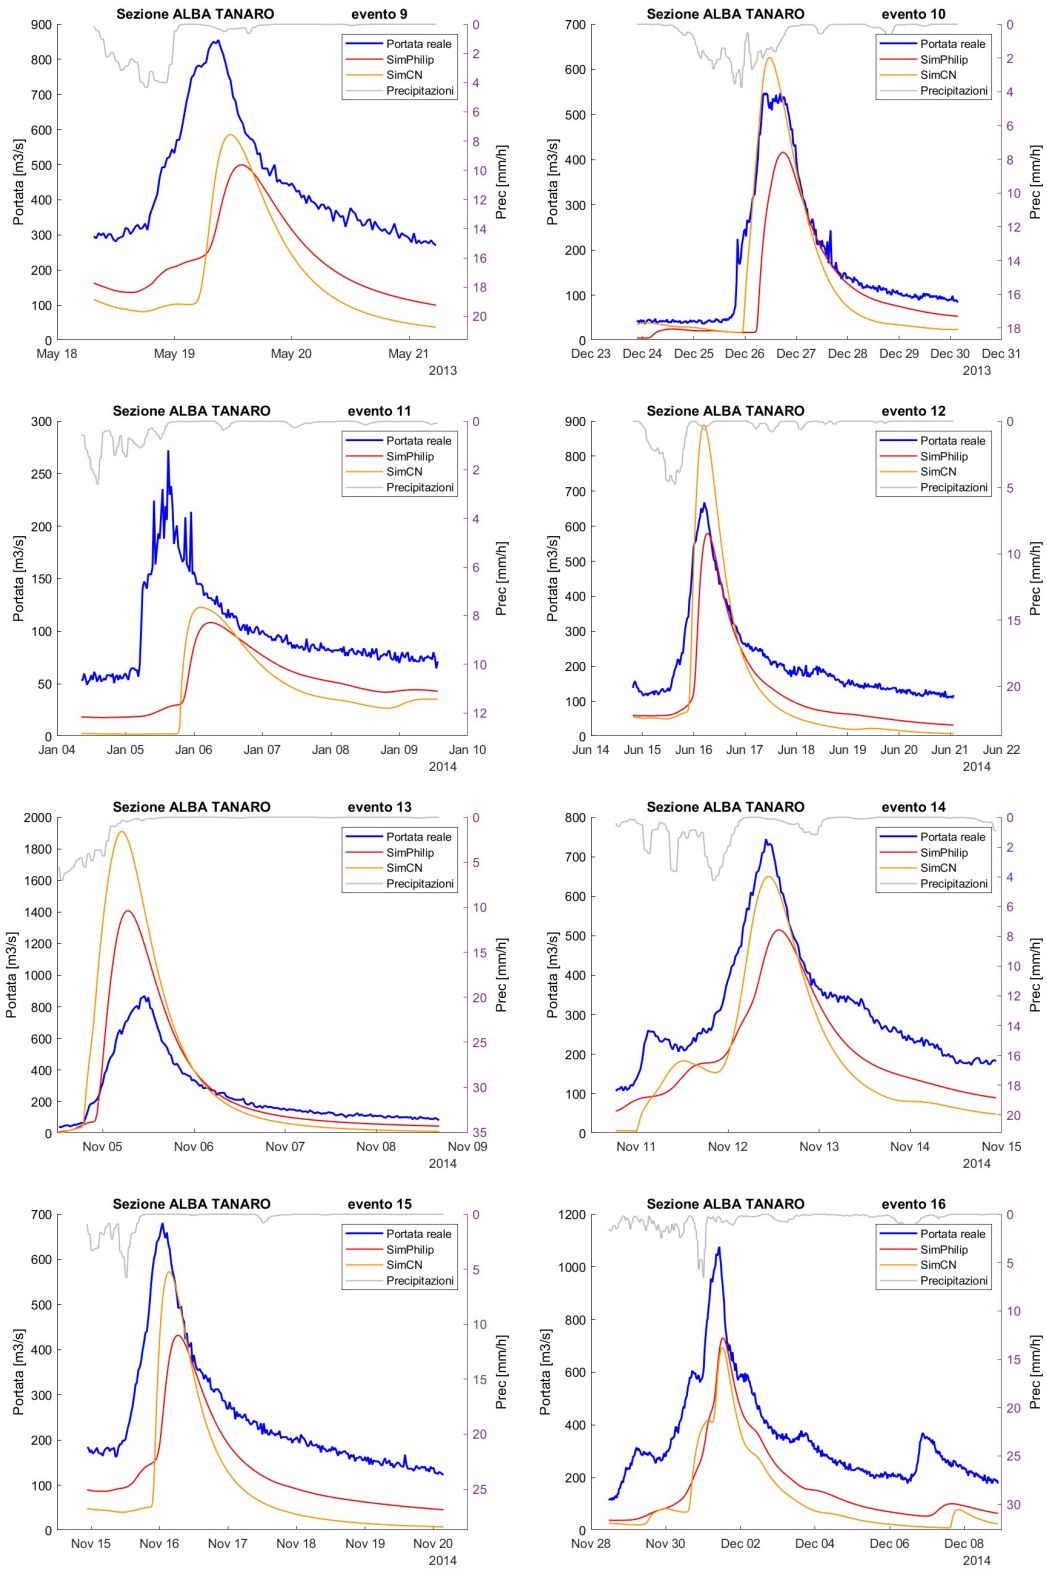 Sezione ALBA TANARO evento 9
Portata [m3/s]
900
800
700
600
500
400
300
200
100
0
Portata reale
SimPhilip
SimCN
Precipitazioni
0
2
4
6
8
10
12
14
16
18
20
Prec [mm/h]
May 18 May 19 May 20 May 21
2013
Sezione ALBA TANARO evento 10
Portata [m3/s]
700
600
500
400
300
200
100
0
Portata reale
SimPhilip
SimCN
Precipitazioni
0
2
4
6
8
10
12
14
16
18
Prec [mm/h]
Dec 23 Dec 24 Dec 25 Dec 26 Dec 27 Dec 28 Dec 29 Dec 30 Dec 31
2013
Sezione ALBA TANARO evento 11
Portata [m3/s]
300
250
200
150
100
50
0
Portata reale
SimPhilip
SimCN
Precipitazioni
0
2
4
6
8
10
12
Prec [mm/h]
Jan 04 Jan 05 Jan 06 Jan 07 Jan 08 Jan 09 Jan 10
2014
Sezione ALBA TANARO evento 12
Portata [m3/s]
900
800
700
600
500
400
300
200
100
0
Portata reale
SimPhilip
SimCN
Precipitazioni
0
5
10
15
20
Prec [mm/h]
Jun 14 Jun 15 Jun 16 Jun 17 Jun 18 Jun 19 Jun 20 Jun 21 Jun 22
2014
Sezione ALBA TANARO evento 13
Portata [m3/s]
2000
1800
1600
1400
1200
1000
800
600
400
200
0
Portata reale
SimPhilip
SimCN
Precipitazioni
0
5
10
15
20
25
30
35
Prec [mm/h]
Nov 05 Nov 06 Nov 07 Nov 08 Nov 09
2014
Sezione ALBA TANARO evento 14
Portata [m3/s]
800
700
600
500
400
300
200
100
0
Portata reale
SimPhilip
SimCN
Precipitazioni
0
2
4
6
8
10
12
14
16
18
20
Prec [mm/h]
Nov 11 Nov 12 Nov 13 Nov 14 Nov 15
2014
Sezione ALBA TANARO evento 15
Portata [m3/s]
700
600
500
400
300
200
100
0
Portata reale
SimPhilip
SimCN
Precipitazioni
0
5
10
15
20
25
Prec [mm/h]
Nov 15 Nov 16 Nov 17 Nov 18 Nov 19 Nov 20
2014
Sezione ALBA TANARO evento 16
Portata [m3/s]
1200
1000
800
600
400
200
0
Portata reale
SimPhilip
SimCN
Precipitazioni
0
5
10
15
20
25
30
Prec [mm/h]
Nov 28 Nov 30 Dec 02 Dec 04 Dec 06 Dec 08
2014